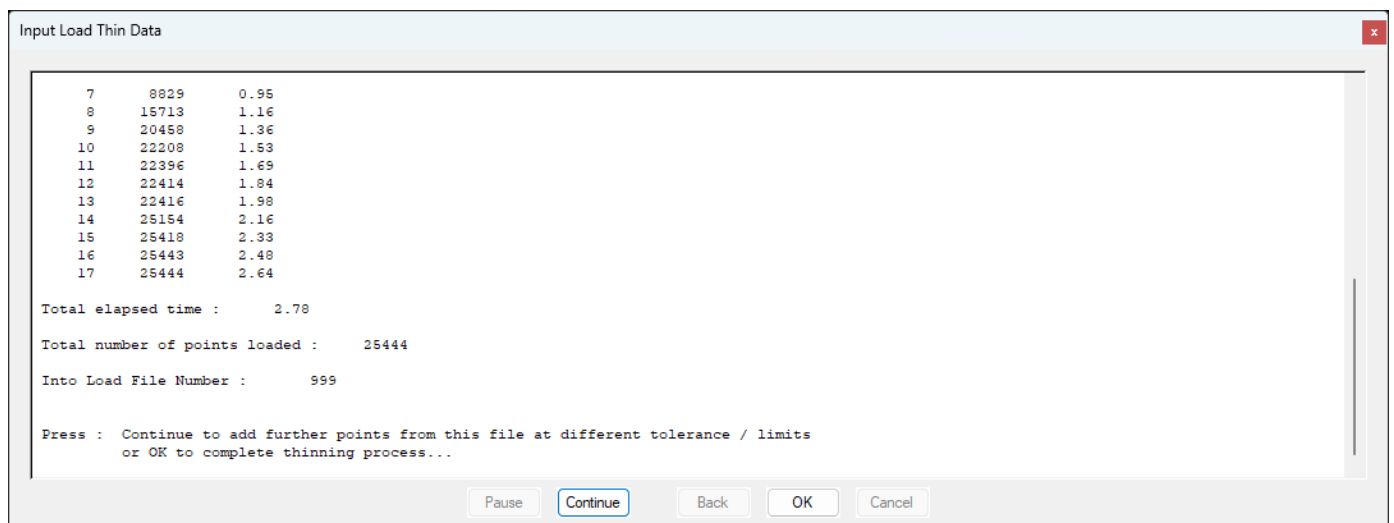 Input Load Thin Data
x
7 8829 0.95
8 15713 1.16
9 20458 1.36
10 22208 1.53
11 22396 1.69
12 22414 1.84
13 22416 1.98
14 25154 2.16
15 25418 2.33
16 25443 2.48
17 25444 2.64
Total elapsed time : 2.78
Total number of points loaded : 25444
Into Load File Number : 999
Press : Continue to add further points from this file at different tolerance / limits
or OK to complete thinning process...
Pause Continue Back OK Cancel